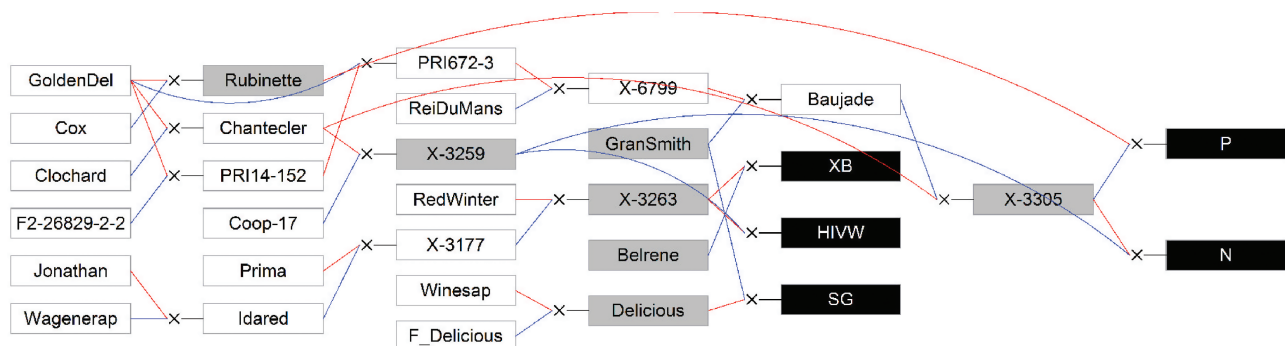 GoldenDel
Cox
Clochard
F2-26829-2-2
Jonathan
Wagenerap
Rubinette
Chantecler
PRI14-152
Coop-17
Prima
Idared
PRI672-3
ReiDuMans
X-3259
RedWinter
X-3177
Winesap
F_Delicious
X-6799
GranSmith
X-3263
Belrene
Delicious
Baujade
XB
HIVW
SG
X-3305
P
N